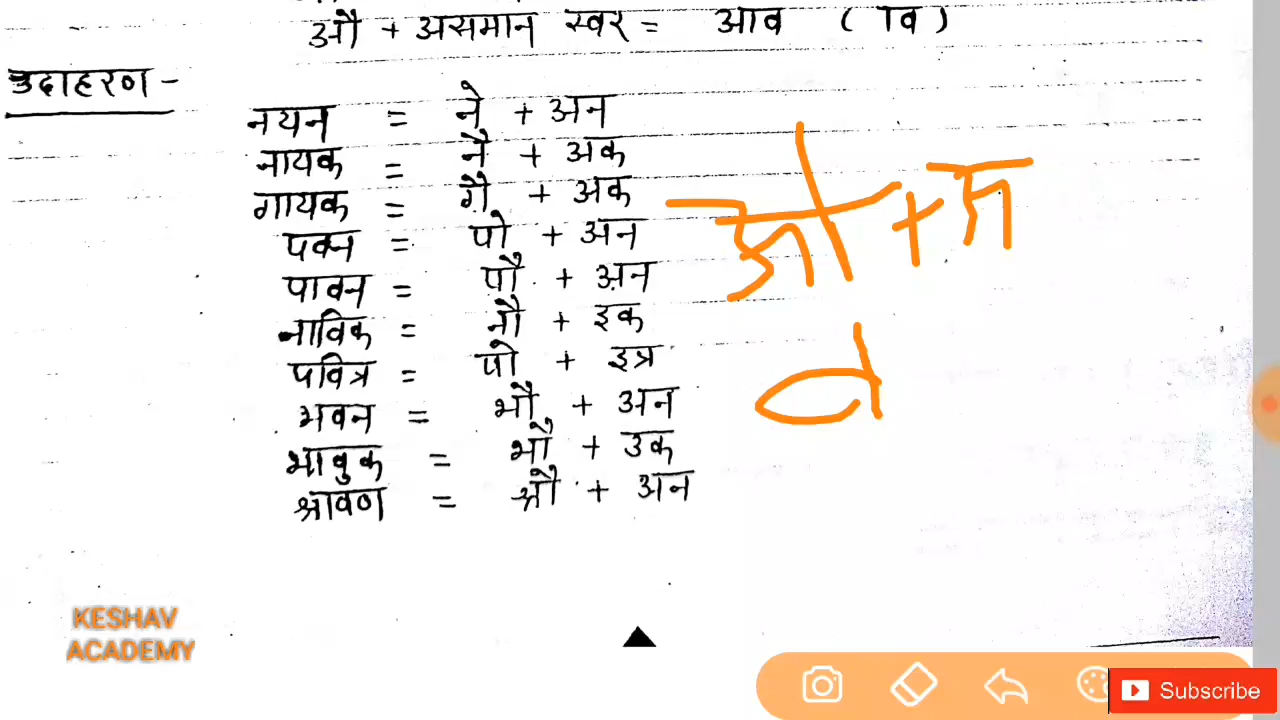 औ + असमान स्वर = आव ( ाव )
उदाहरण -
नयन = ने + अन
नायक = नै + अक
गायक = गै + अक
पवन = पो + अन
पावन = पौ + अन
नाविक = नौ + इक
पवित्र = पो + इत्र
भवन = भौ + अन
भावुक = भौ + उक
श्रावण = श्रौ + अन
KESHAV
ACADEMY
Subscribe